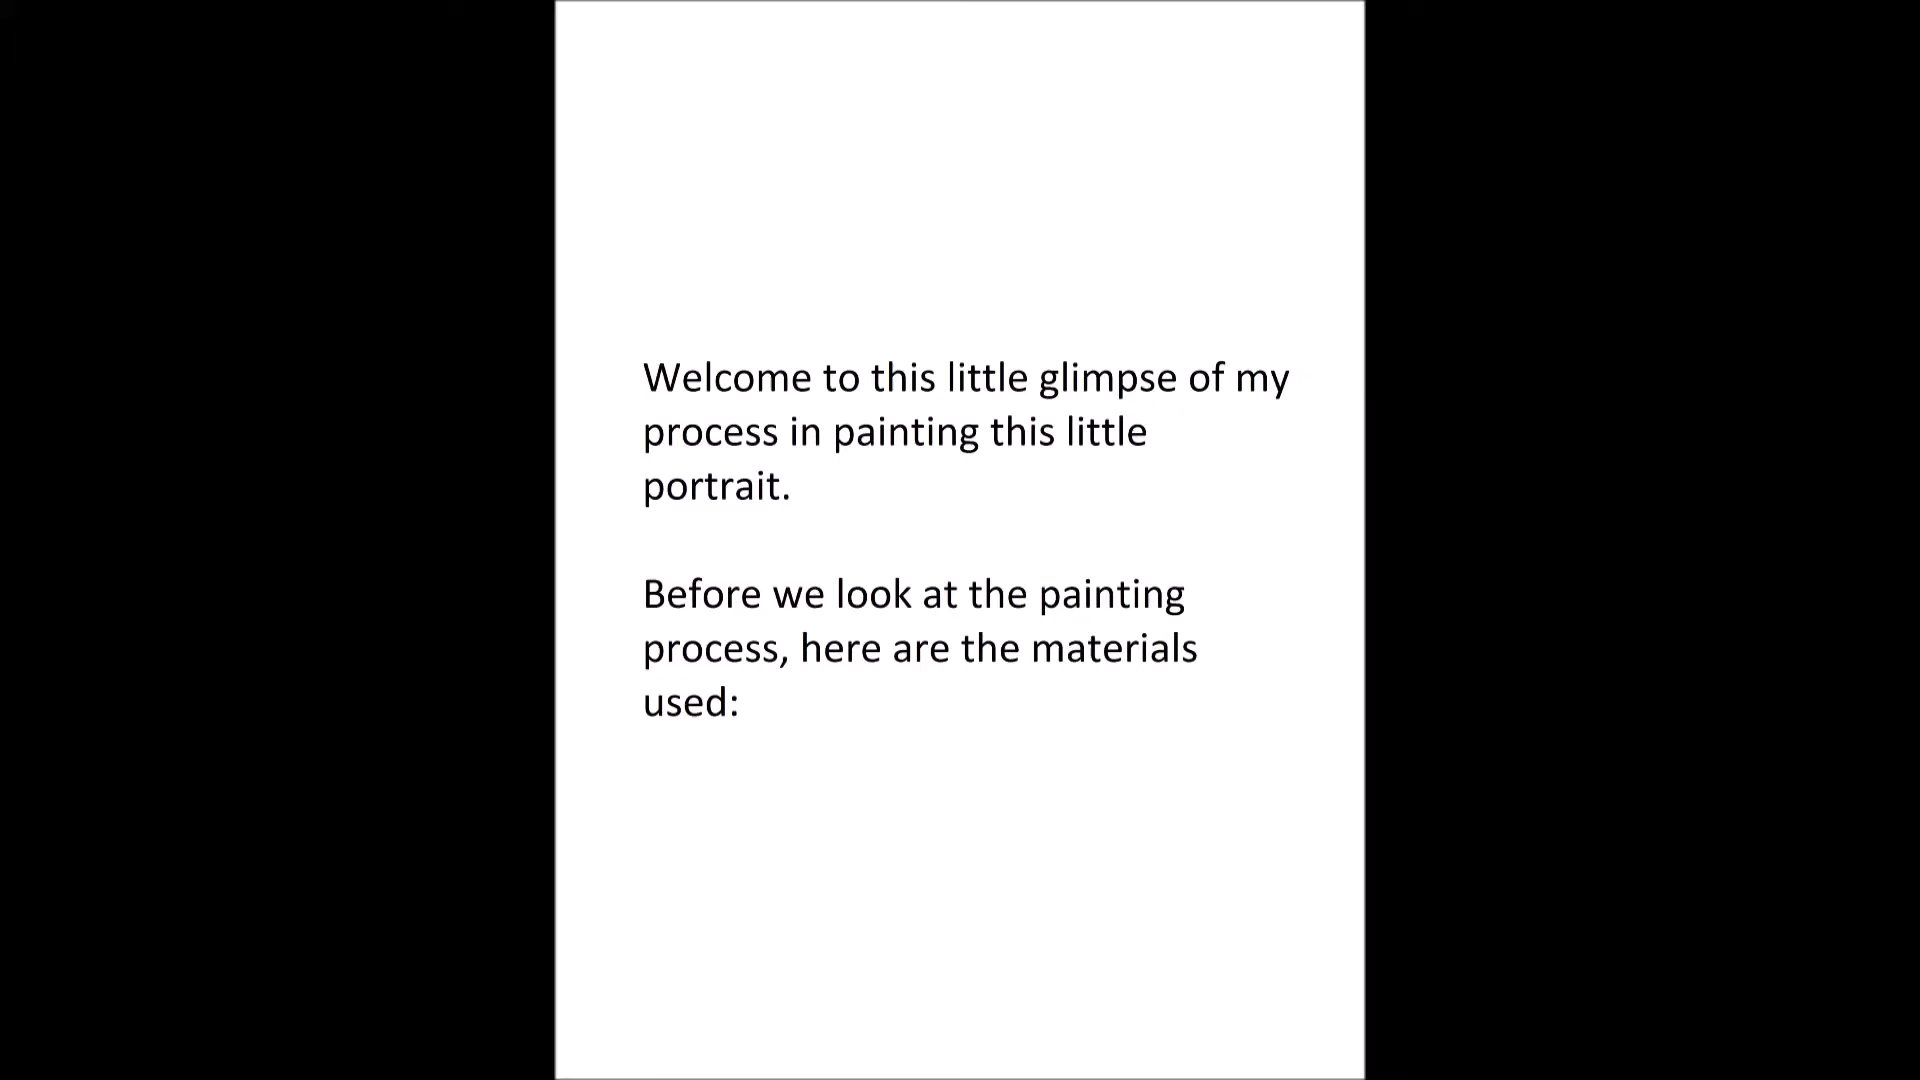 Welcome to this little glimpse of my
process in painting this little
portrait.
Before we look at the painting
process, here are the materials
used: